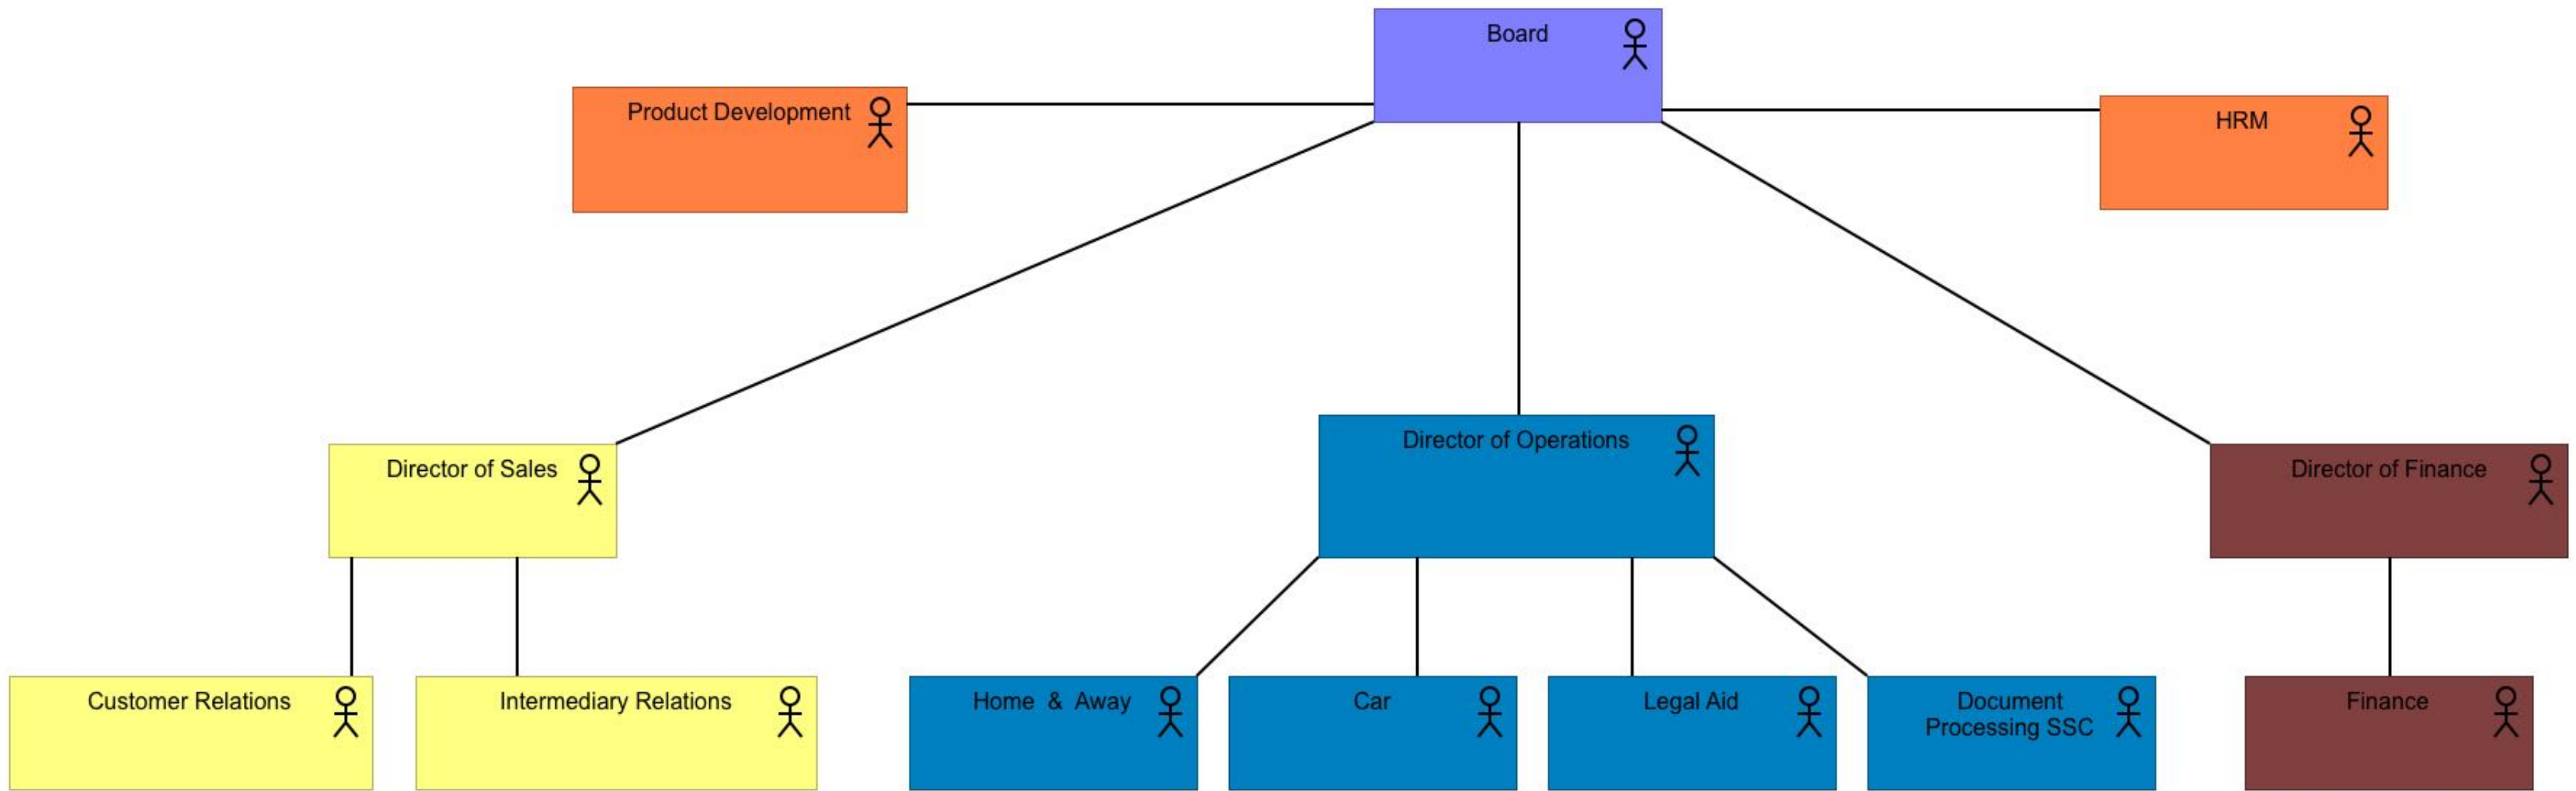 Board
Product Development
HRM
Director of Sales
Director of Operations
Director of Finance
Customer Relations
Intermediary Relations
Home & Away
Car
Legal Aid
Document
Processing SSC
Finance